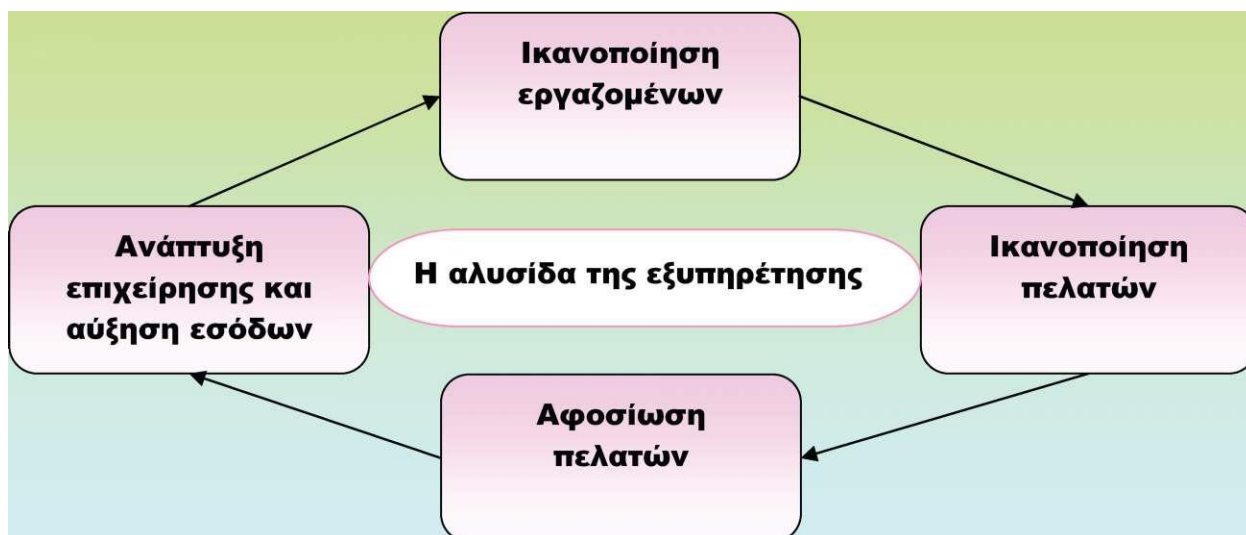 Ικανοποίηση
εργαζομένων
Ανάπτυξη
επιχείρησης και
αύξηση εσόδων
Η αλυσίδα της εξυπηρέτησης
Ικανοποίηση
πελατών
Αφοσίωση
πελατών